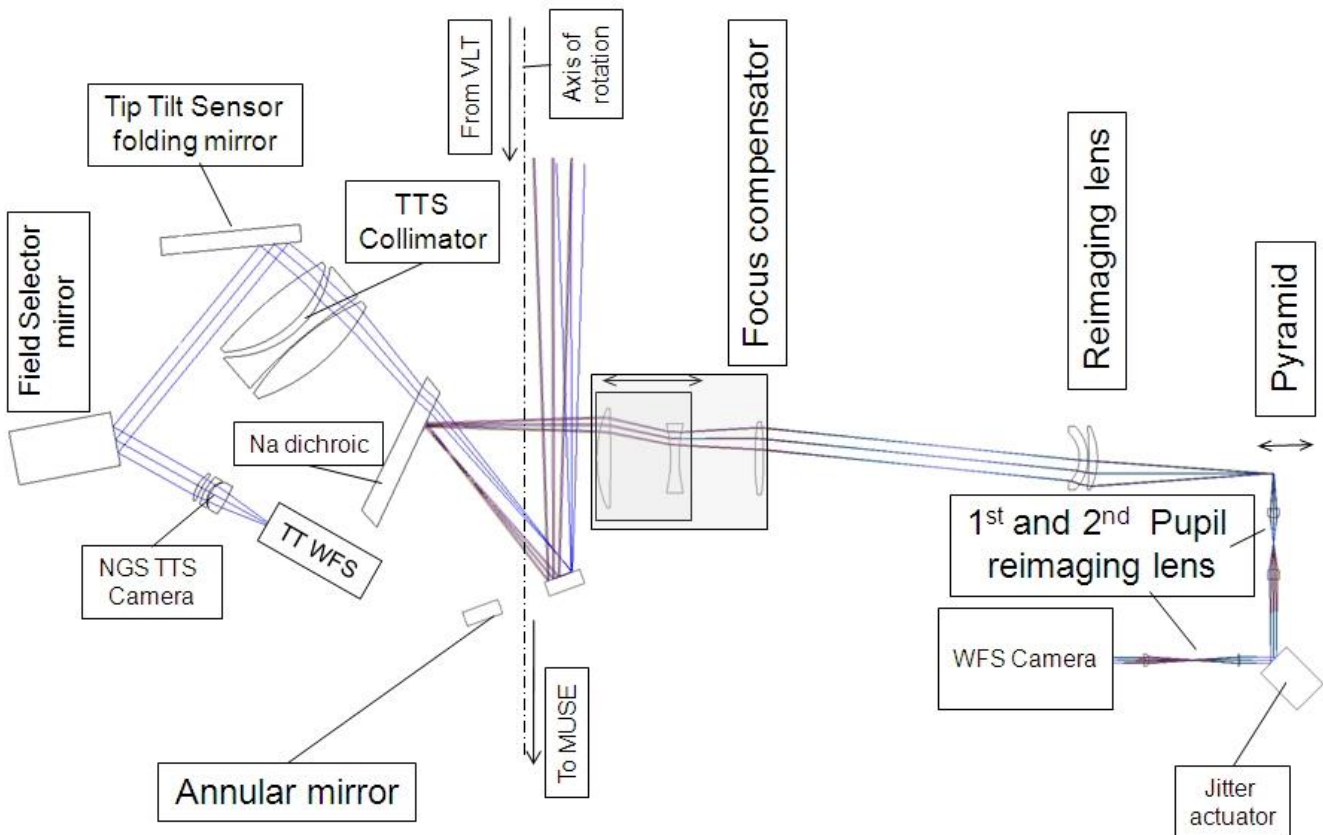 From VLT
Axis of
rotation
Tip Tilt Sensor
folding mirror
TTS
Collimator
Focus compensator
Reimaging lens
Pyramid
Field Selector
mirror
Na dichroic
NGS TTS
Camera
TT WFS
1st and 2nd Pupil
reimaging lens
WFS Camera
To MUSE
Annular mirror
Jitter
actuator